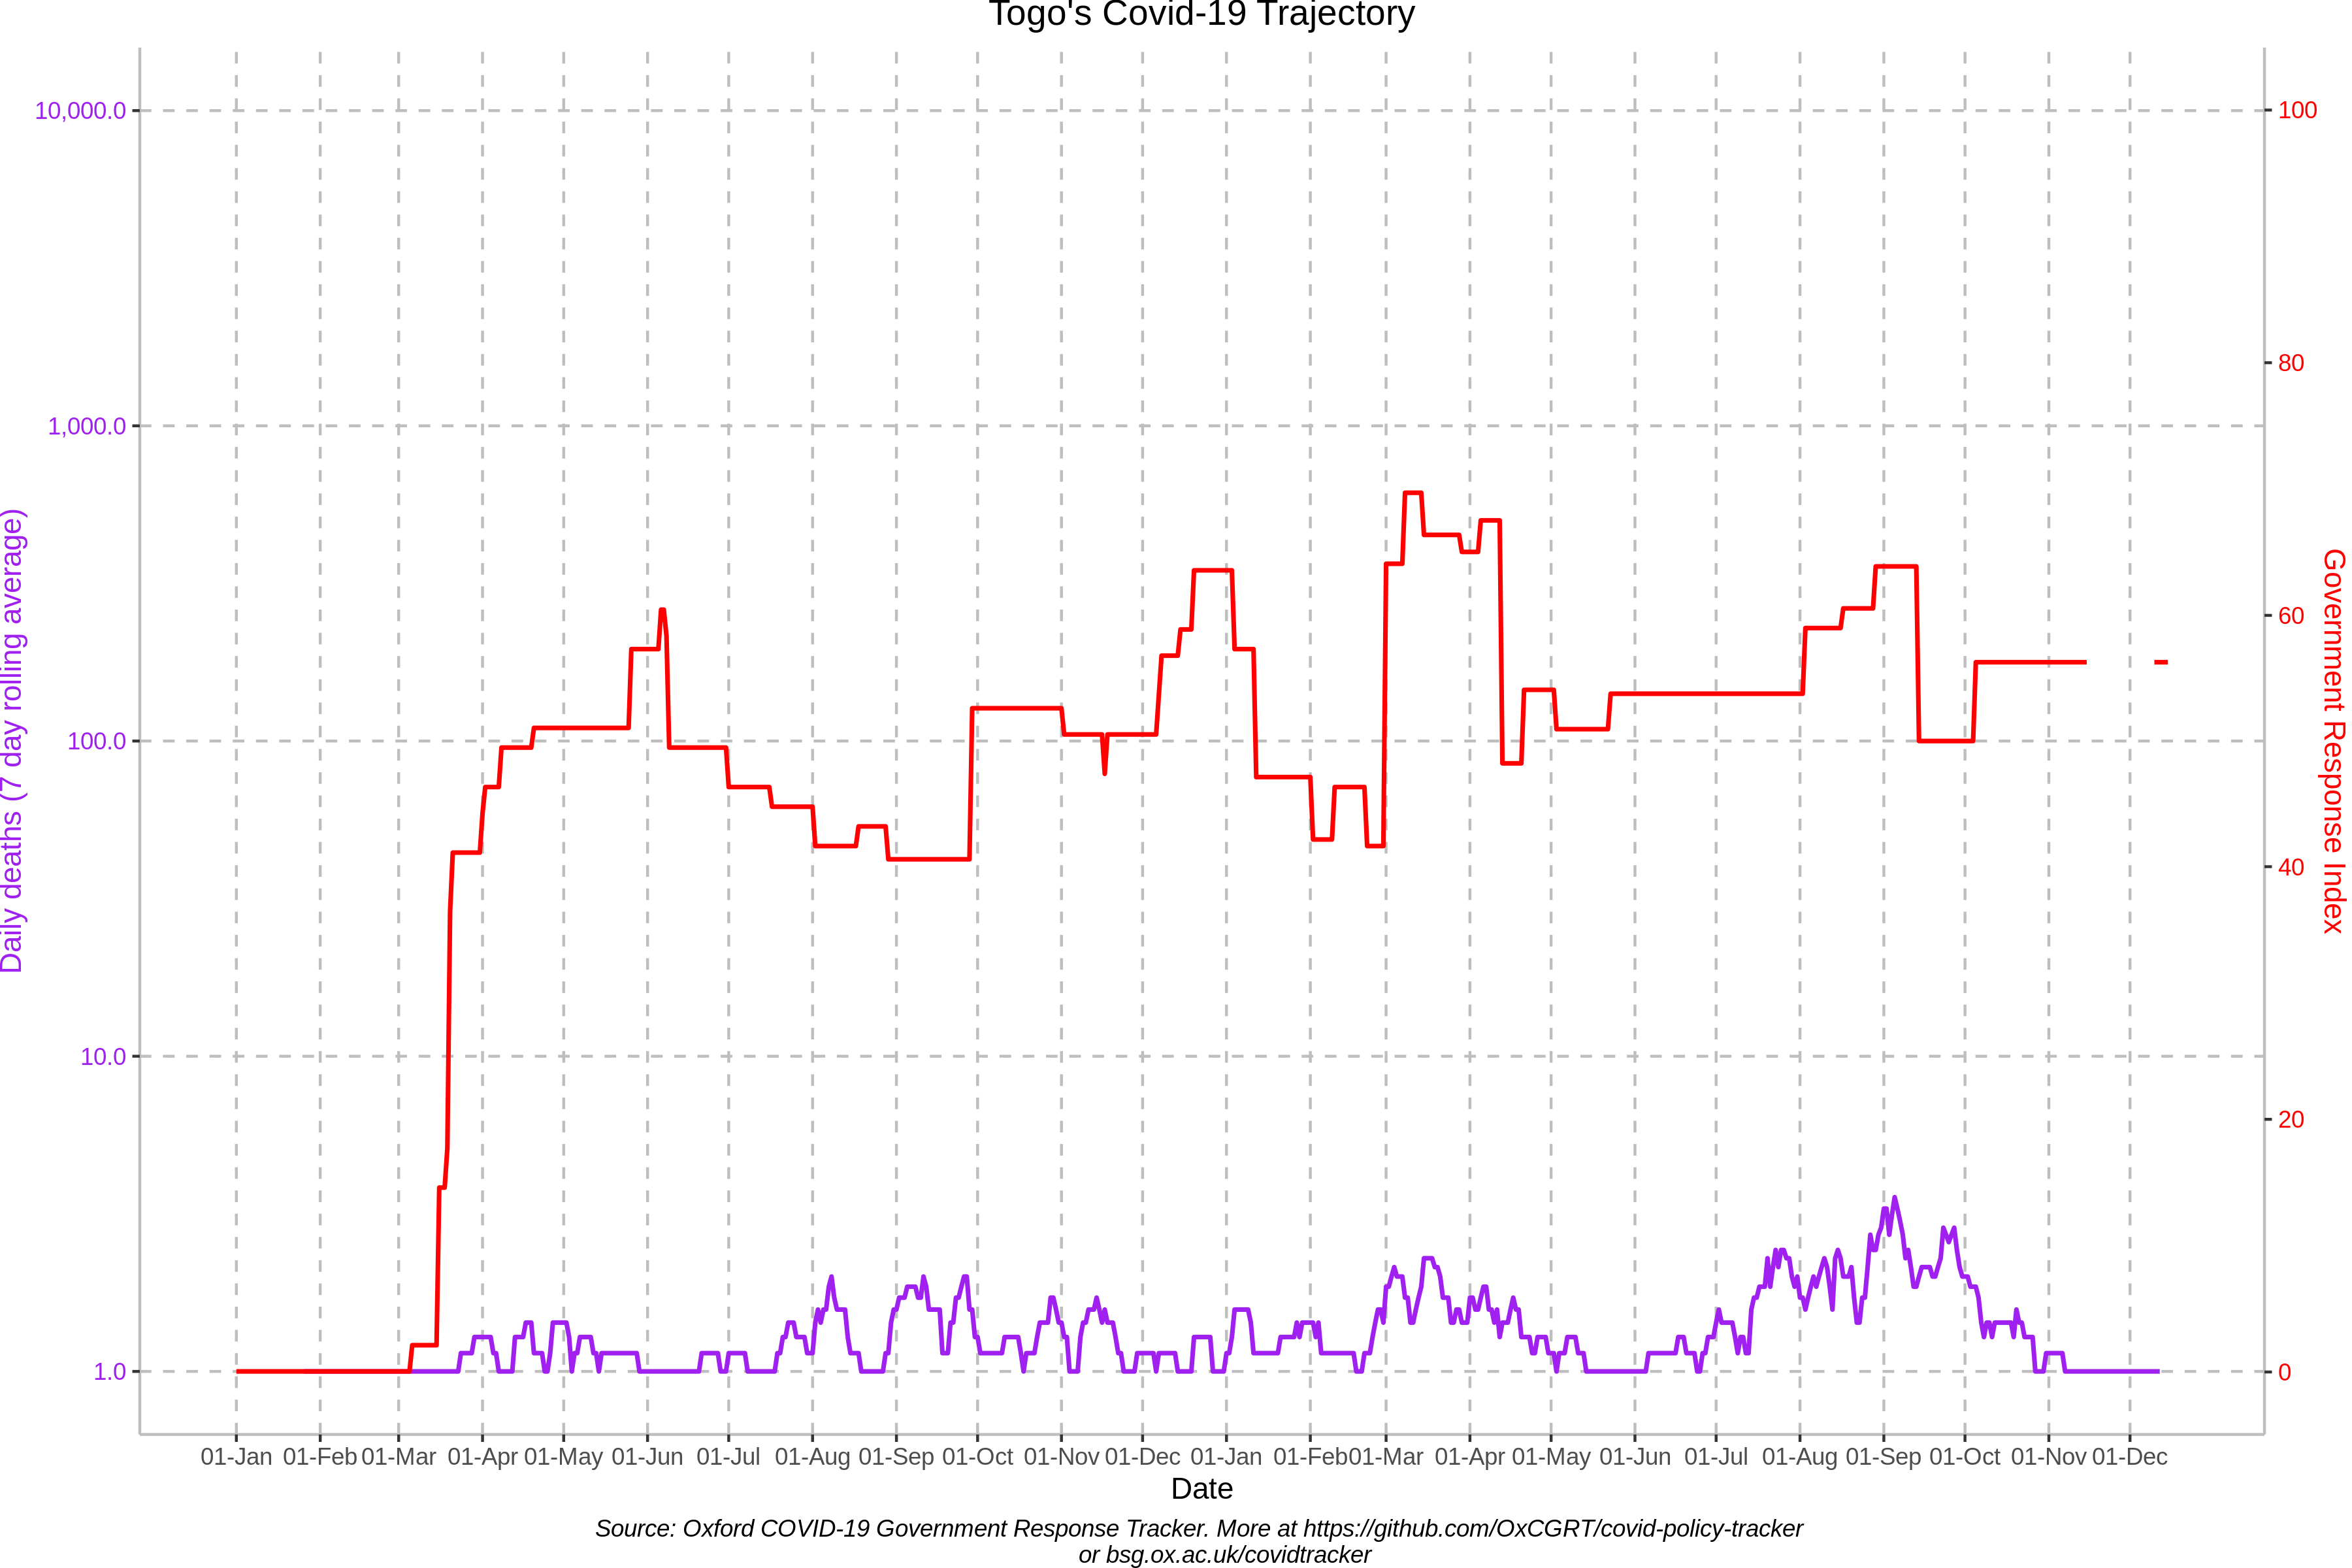 Togo's Covid-19 Trajectory
10,000.0
1,000.0
100.0
10.0
1.0
Daily deaths (7 day rolling average)
100
80
60
40
20
0
Government Response Index
01-Jan 01-Feb 01-Mar 01-Apr 01-May 01-Jun 01-Jul 01-Aug 01-Sep 01-Oct 01-Nov 01-Dec 01-Jan 01-Feb 01-Mar 01-Apr 01-May 01-Jun 01-Jul 01-Aug 01-Sep 01-Oct 01-Nov 01-Dec
Date
Source: Oxford COVID-19 Government Response Tracker. More at https://github.com/OxCGRT/covid-policy-tracker
or bsg.ox.ac.uk/covidtracker